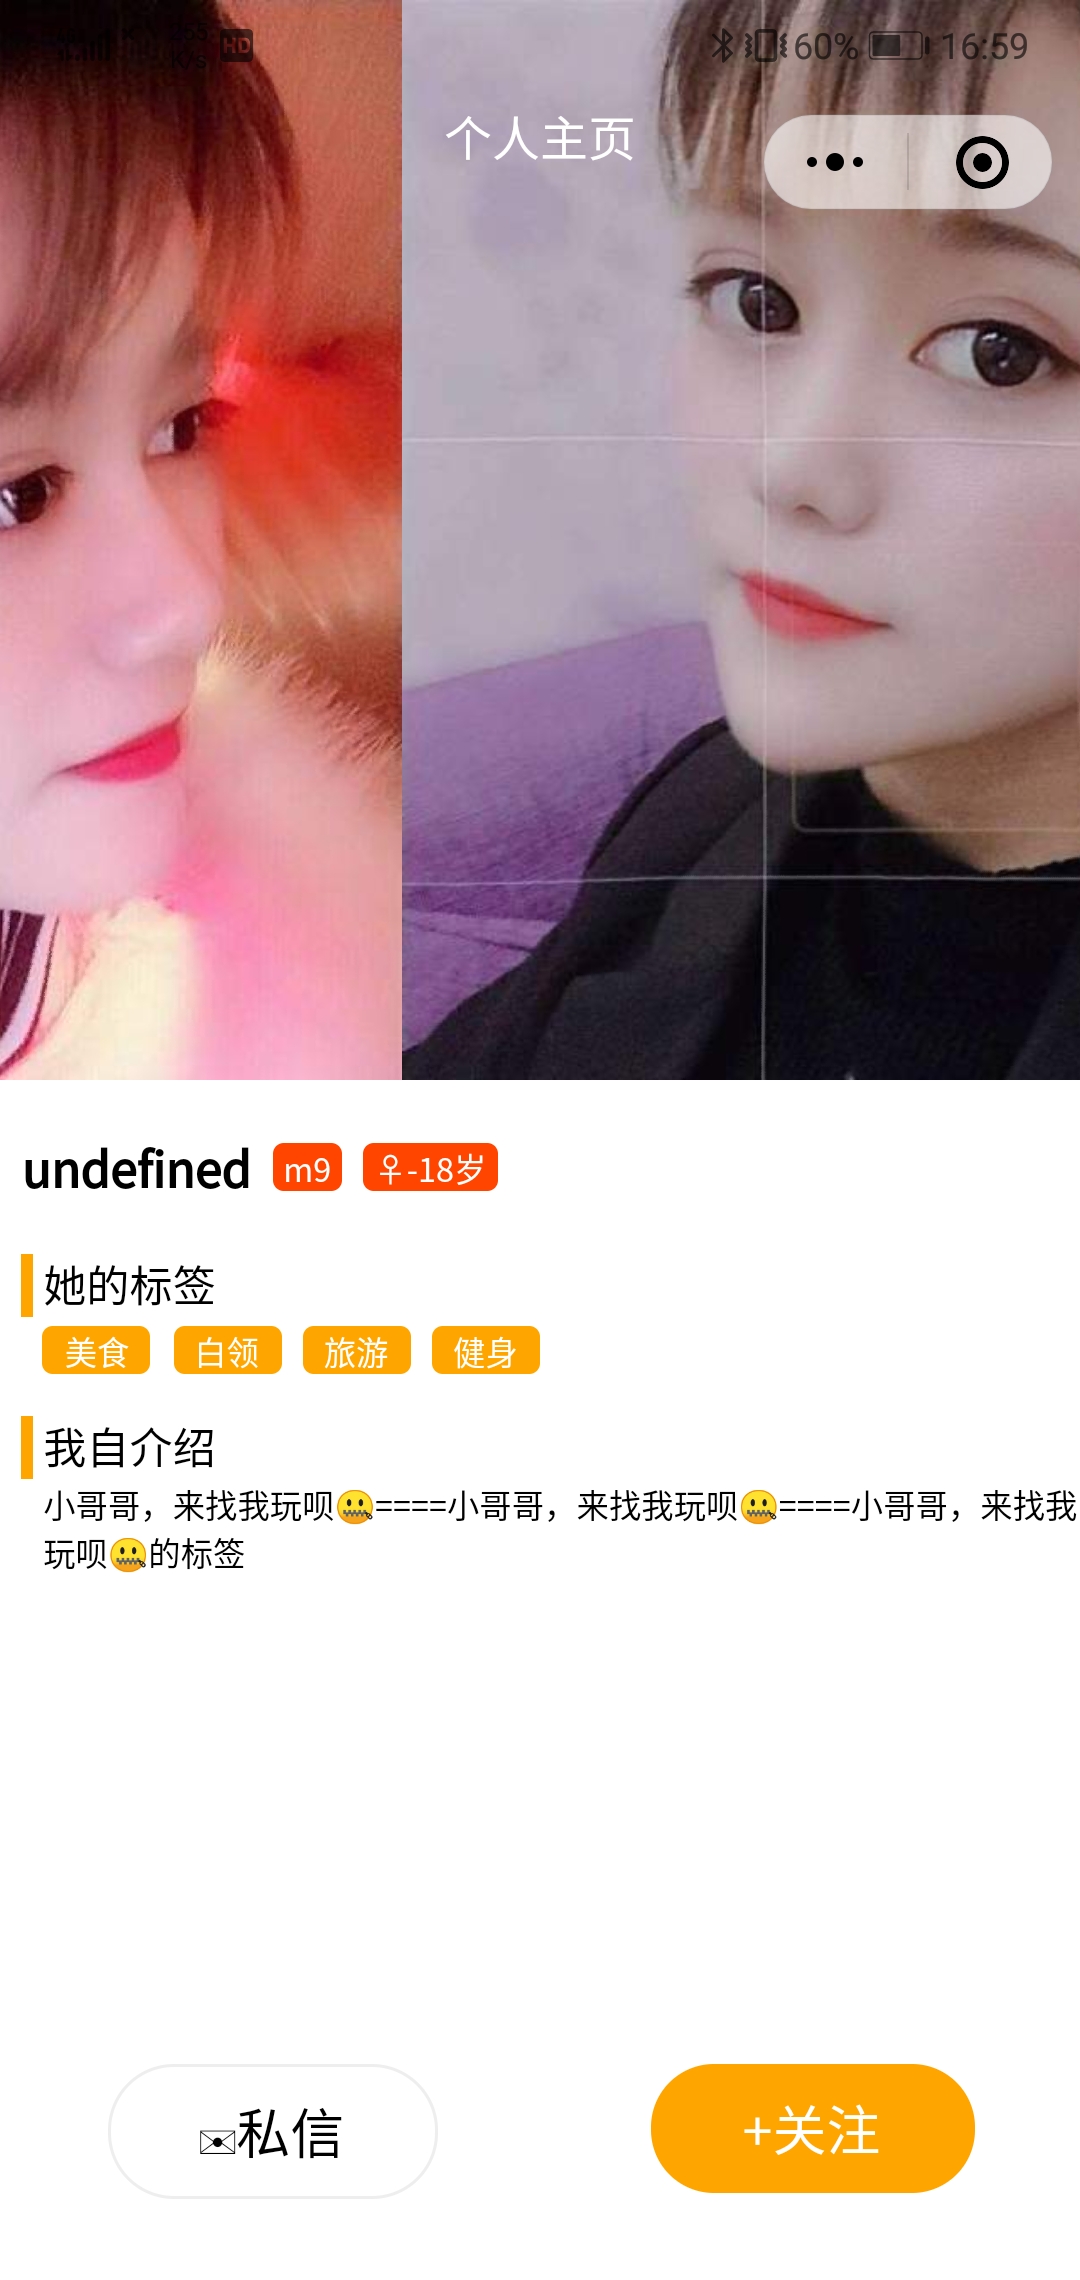 HD 60% 16:59
个人主页
undefined m9 ♀-18岁
她的标签
美食 白领 旅游 健身
我自介绍
小哥哥，来找我玩呗🤐====小哥哥，来找我玩呗🤐====小哥哥，来找我
玩呗🤐的标签
✉私信 +关注